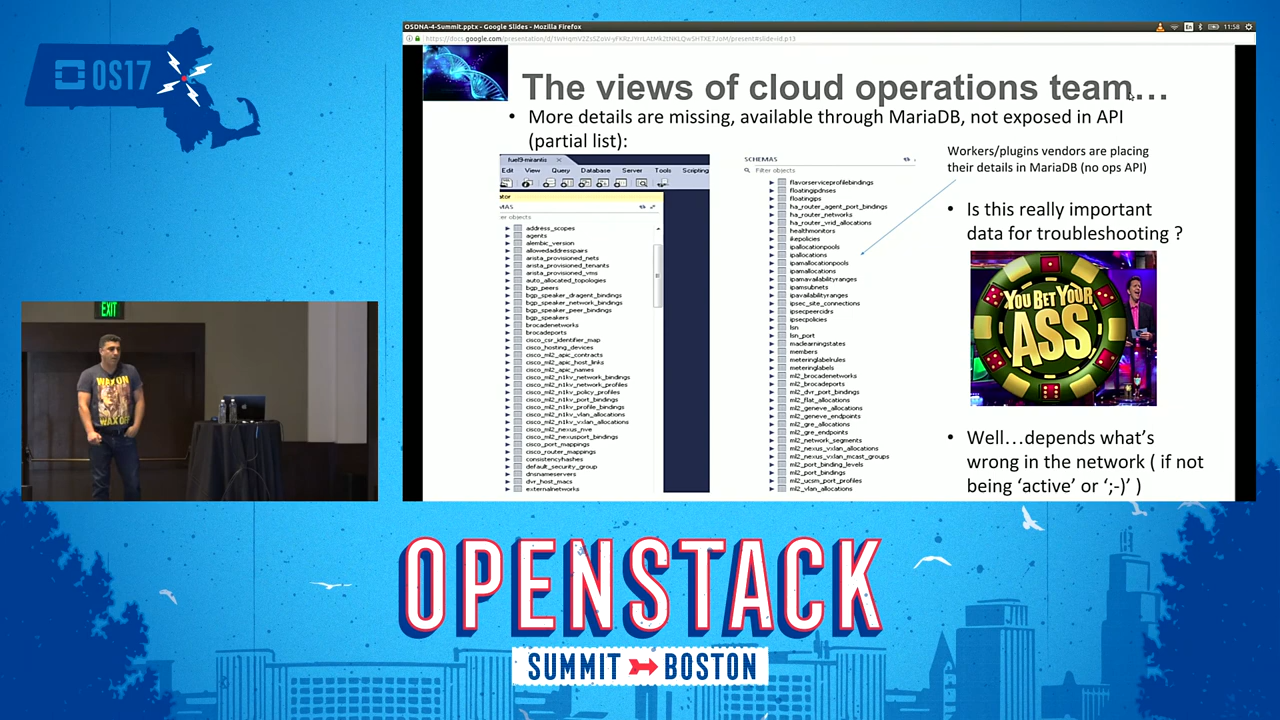 OS17
EXIT
WAX ON
WAX OFF
OSDNA-4-Summit.pptx - Google Slides - Mozilla Firefox
En
11:58
The views of cloud operations team…
• More details are missing, available through MariaDB, not exposed in API
(partial list):
fuel9-mirantis
Edit View Query Database Server Tools Scripting
address_scopes
agents
alembic_version
allowedaddresspairs
arista_provisioned_nets
arista_provisioned_tenants
arista_provisioned_vms
auto_allocated_topologies
bgp_peers
bgp_speaker_dragent_bindings
bgp_speaker_network_bindings
bgp_speaker_peer_bindings
bgp_speakers
brocadenetworks
brocadeports
cisco_csr_identifier_map
cisco_hosting_devices
cisco_ml2_apic_contracts
cisco_ml2_apic_host_links
cisco_ml2_apic_names
cisco_ml2_n1kv_network_bindings
cisco_ml2_n1kv_network_profiles
cisco_ml2_n1kv_policy_profiles
cisco_ml2_n1kv_port_bindings
cisco_ml2_n1kv_profile_bindings
cisco_ml2_n1kv_vlan_allocations
cisco_ml2_n1kv_vxlan_allocations
cisco_ml2_nexus_nve
cisco_ml2_nexusport_bindings
cisco_port_mappings
cisco_router_mappings
consistencyhashes
default_security_group
dnsnameservers
dvr_host_macs
externalnetworks
SCHEMAS
Filter objects
flavorserviceprofilebindings
floatingipdnses
floatingips
ha_router_agent_port_bindings
ha_router_networks
ha_router_vrid_allocations
healthmonitors
ikepolicies
ipallocationpools
ipallocations
ipamallocationpools
ipamallocations
ipamavailabilityranges
ipamsubnets
ipavailabilityranges
ipsec_site_connections
ipsecpeercidrs
ipsecpolicies
lsn
lsn_port
maclearningstates
members
meteringlabelrules
meteringlabels
ml2_brocadenetworks
ml2_brocadeports
ml2_dvr_port_bindings
ml2_flat_allocations
ml2_geneve_allocations
ml2_geneve_endpoints
ml2_gre_allocations
ml2_gre_endpoints
ml2_network_segments
ml2_nexus_vxlan_allocations
ml2_nexus_vxlan_mcast_groups
ml2_port_binding_levels
ml2_port_bindings
ml2_ucsm_port_profiles
ml2_vlan_allocations
Workers/plugins vendors are placing
their details in MariaDB (no ops API)
• Is this really important
data for troubleshooting ?
YOU BET YOUR
ASS
• Well…depends what's
wrong in the network ( if not
being 'active' or ';-)' )
OPENSTACK
SUMMIT BOSTON